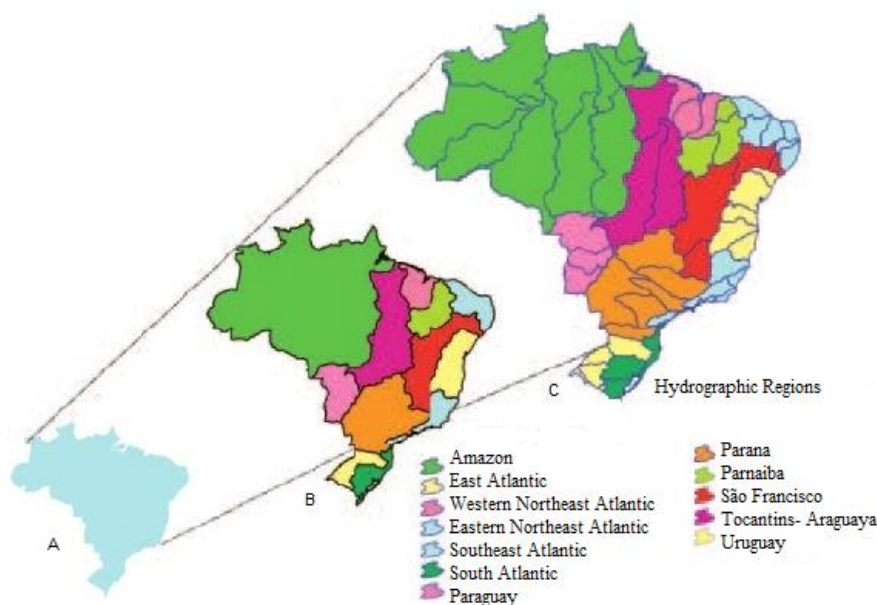 C
Hydrographic Regions
A
B
Amazon
East Atlantic
Western Northeast Atlantic
Eastern Northeast Atlantic
Southeast Atlantic
South Atlantic
Paraguay
Parana
Parnaiba
São Francisco
Tocantins- Araguaya
Uruguay